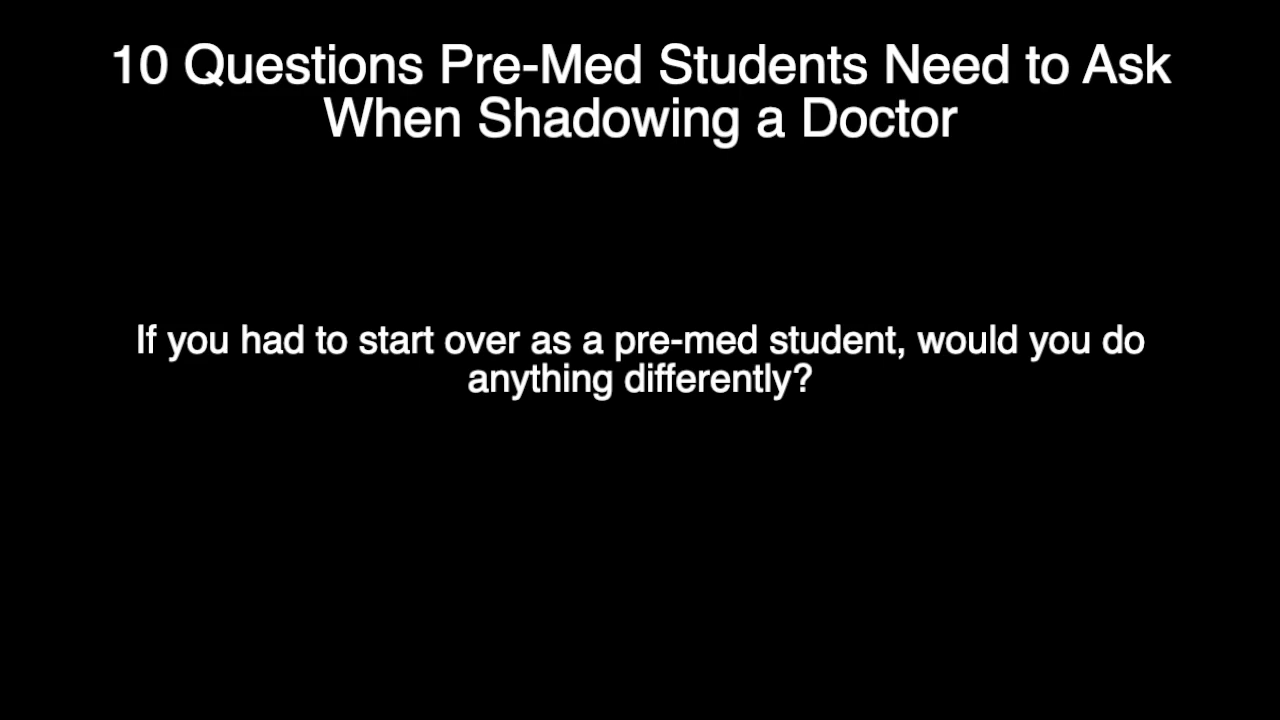 10 Questions Pre-Med Students Need to Ask
When Shadowing a Doctor
If you had to start over as a pre-med student, would you do
anything differently?